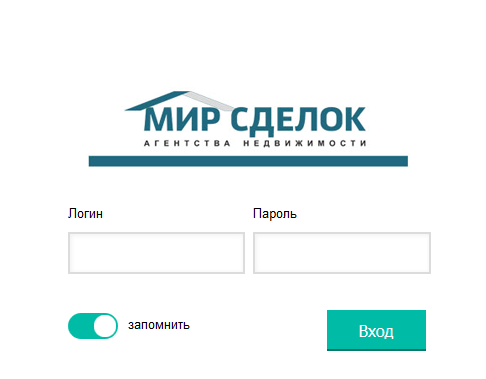 МИР СДЕЛОК
АГЕНТСТВА НЕДВИЖИМОСТИ
Логин
Пароль
запомнить
Вход